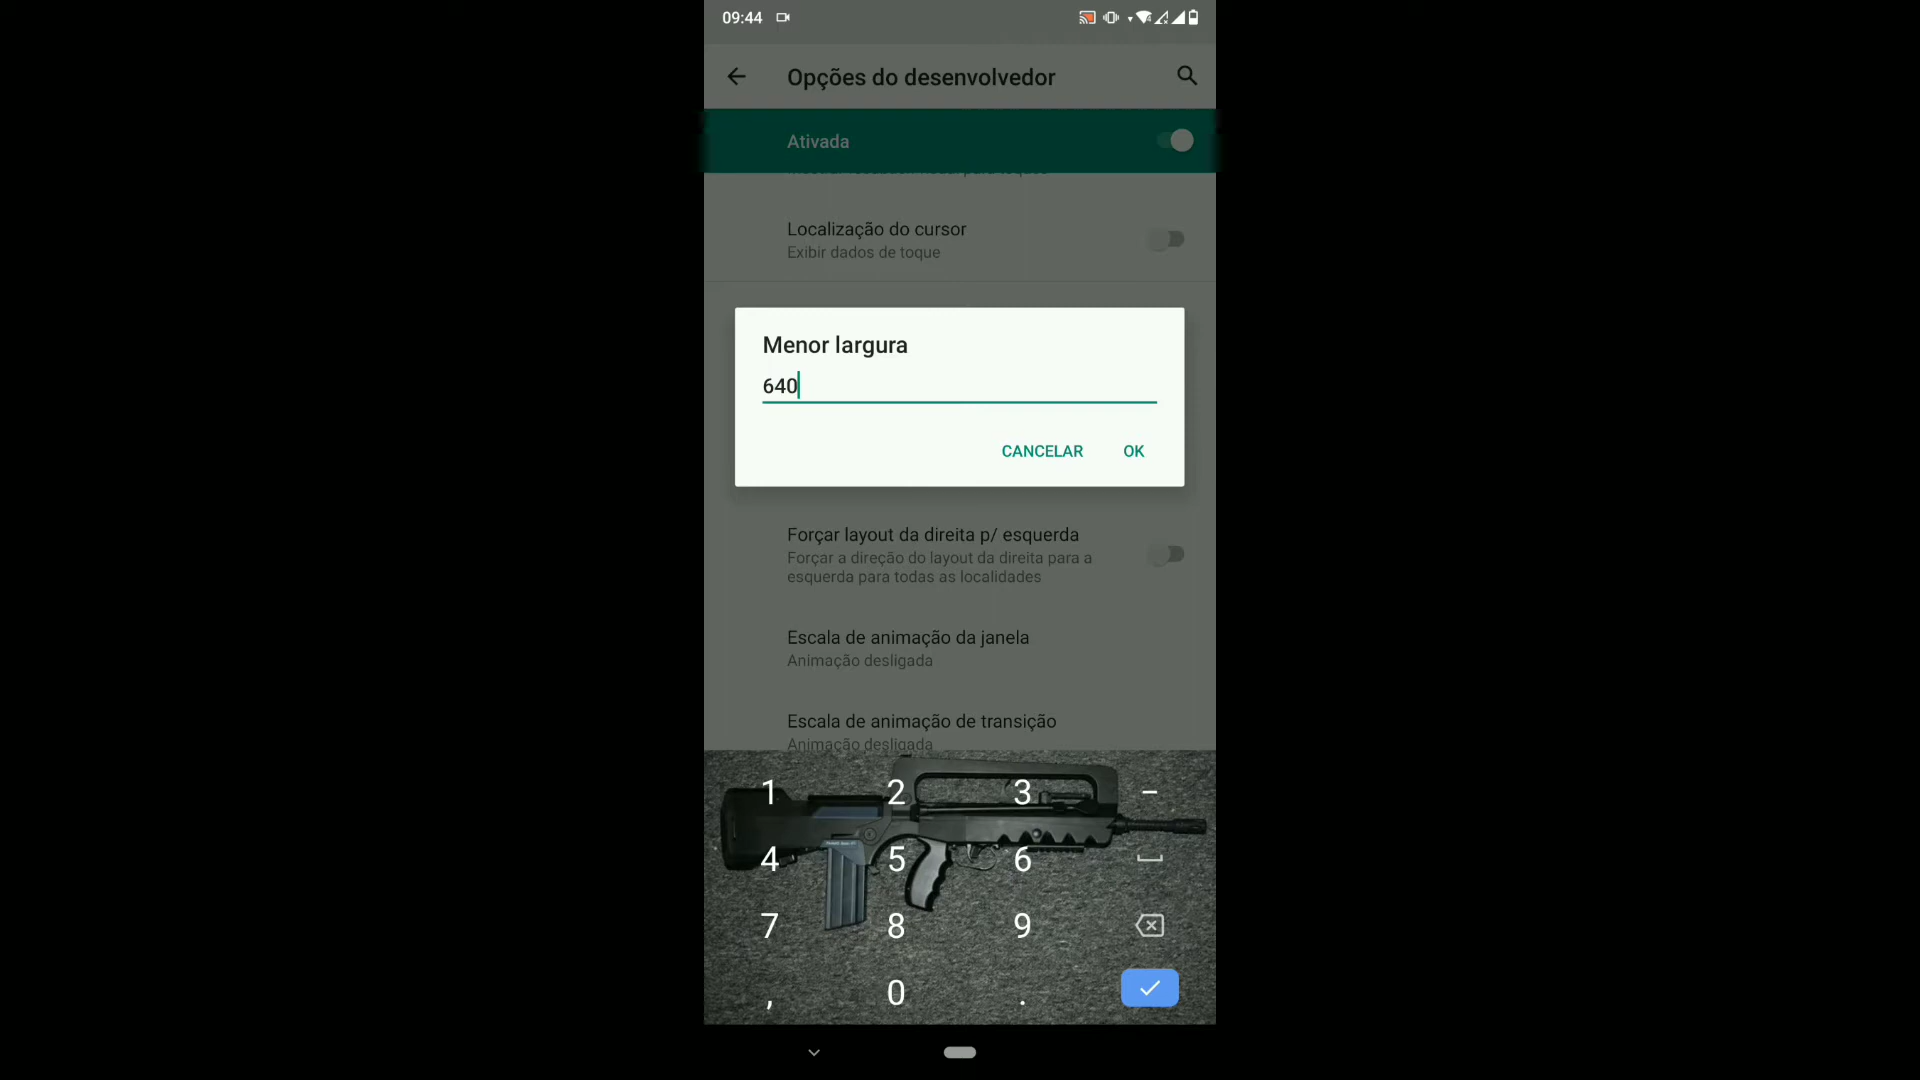 09:44
Opções do desenvolvedor
Ativada
Localização do cursor
Exibir dados de toque
Menor largura
640
CANCELAR OK
Forçar layout da direita p/ esquerda
Forçar a direção do layout da direita para a
esquerda para todas as localidades
Escala de animação da janela
Animação desligada
Escala de animação de transição
Animação desligada
1 2 3 –
4 5 6
7 8 9
, 0 .